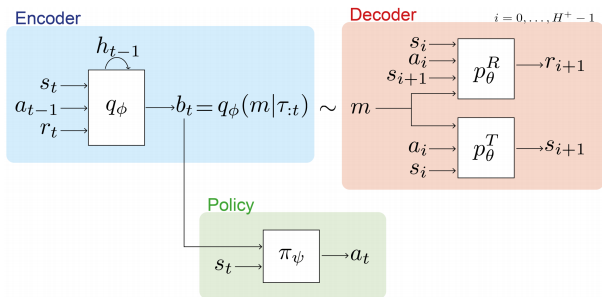 Encoder
h_{t-1}
s_t
a_{t-1}
r_t
q_ϕ
b_t = q_ϕ(m|τ_{:t}) ∼ m
Decoder
i = 0, . . . , H^+ − 1
s_i
a_i
s_{i+1}
p_θ^R
r_{i+1}
a_i
s_i
p_θ^T
s_{i+1}
Policy
s_t
π_ψ
a_t